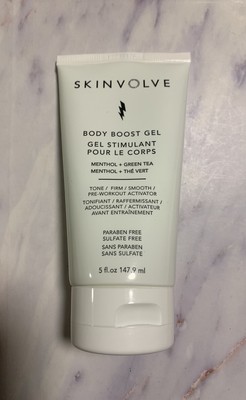 SKINVOLVE
BODY BOOST GEL
GEL STIMULANT
POUR LE CORPS
MENTHOL + GREEN TEA
MENTHOL + THÉ VERT
TONE / FIRM / SMOOTH /
PRE-WORKOUT ACTIVATOR
TONIFIANT / RAFFERMISSANT /
ADOUCISSANT / ACTIVATEUR
AVANT ENTRAÎNEMENT
PARABEN FREE
SULFATE FREE
SANS PARABEN
SANS SULFATE
5 fl.oz 147.9 ml